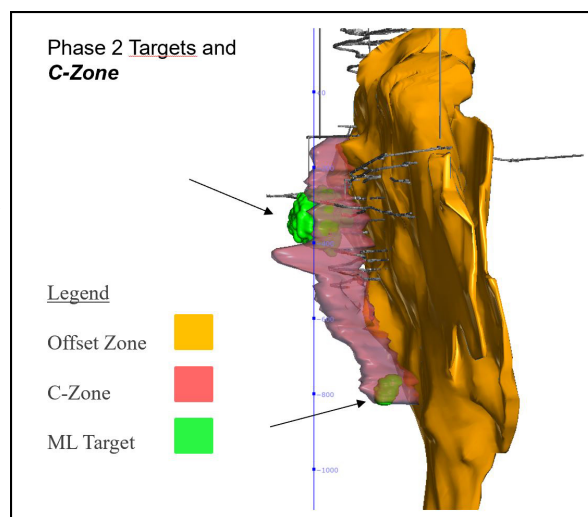 Phase 2 Targets and
C-Zone
Legend
Offset Zone
C-Zone
ML Target
-800
-1000